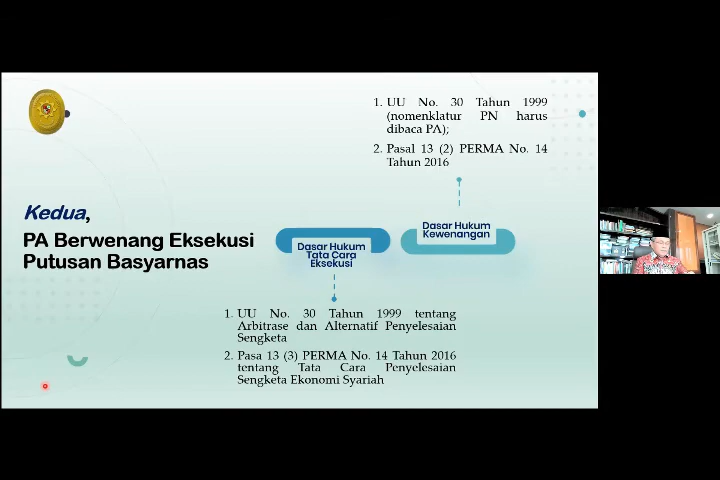 1. UU No. 30 Tahun 1999
(nomenklatur PN harus
dibaca PA);
2. Pasal 13 (2) PERMA No. 14
Tahun 2016
Kedua,
PA Berwenang Eksekusi
Putusan Basyarnas
Dasar Hukum
Tata Cara
Eksekusi
Dasar Hukum
Kewenangan
1. UU No. 30 Tahun 1999 tentang
Arbitrase dan Alternatif Penyelesaian
Sengketa
2. Pasa 13 (3) PERMA No. 14 Tahun 2016
tentang Tata Cara Penyelesaian
Sengketa Ekonomi Syariah